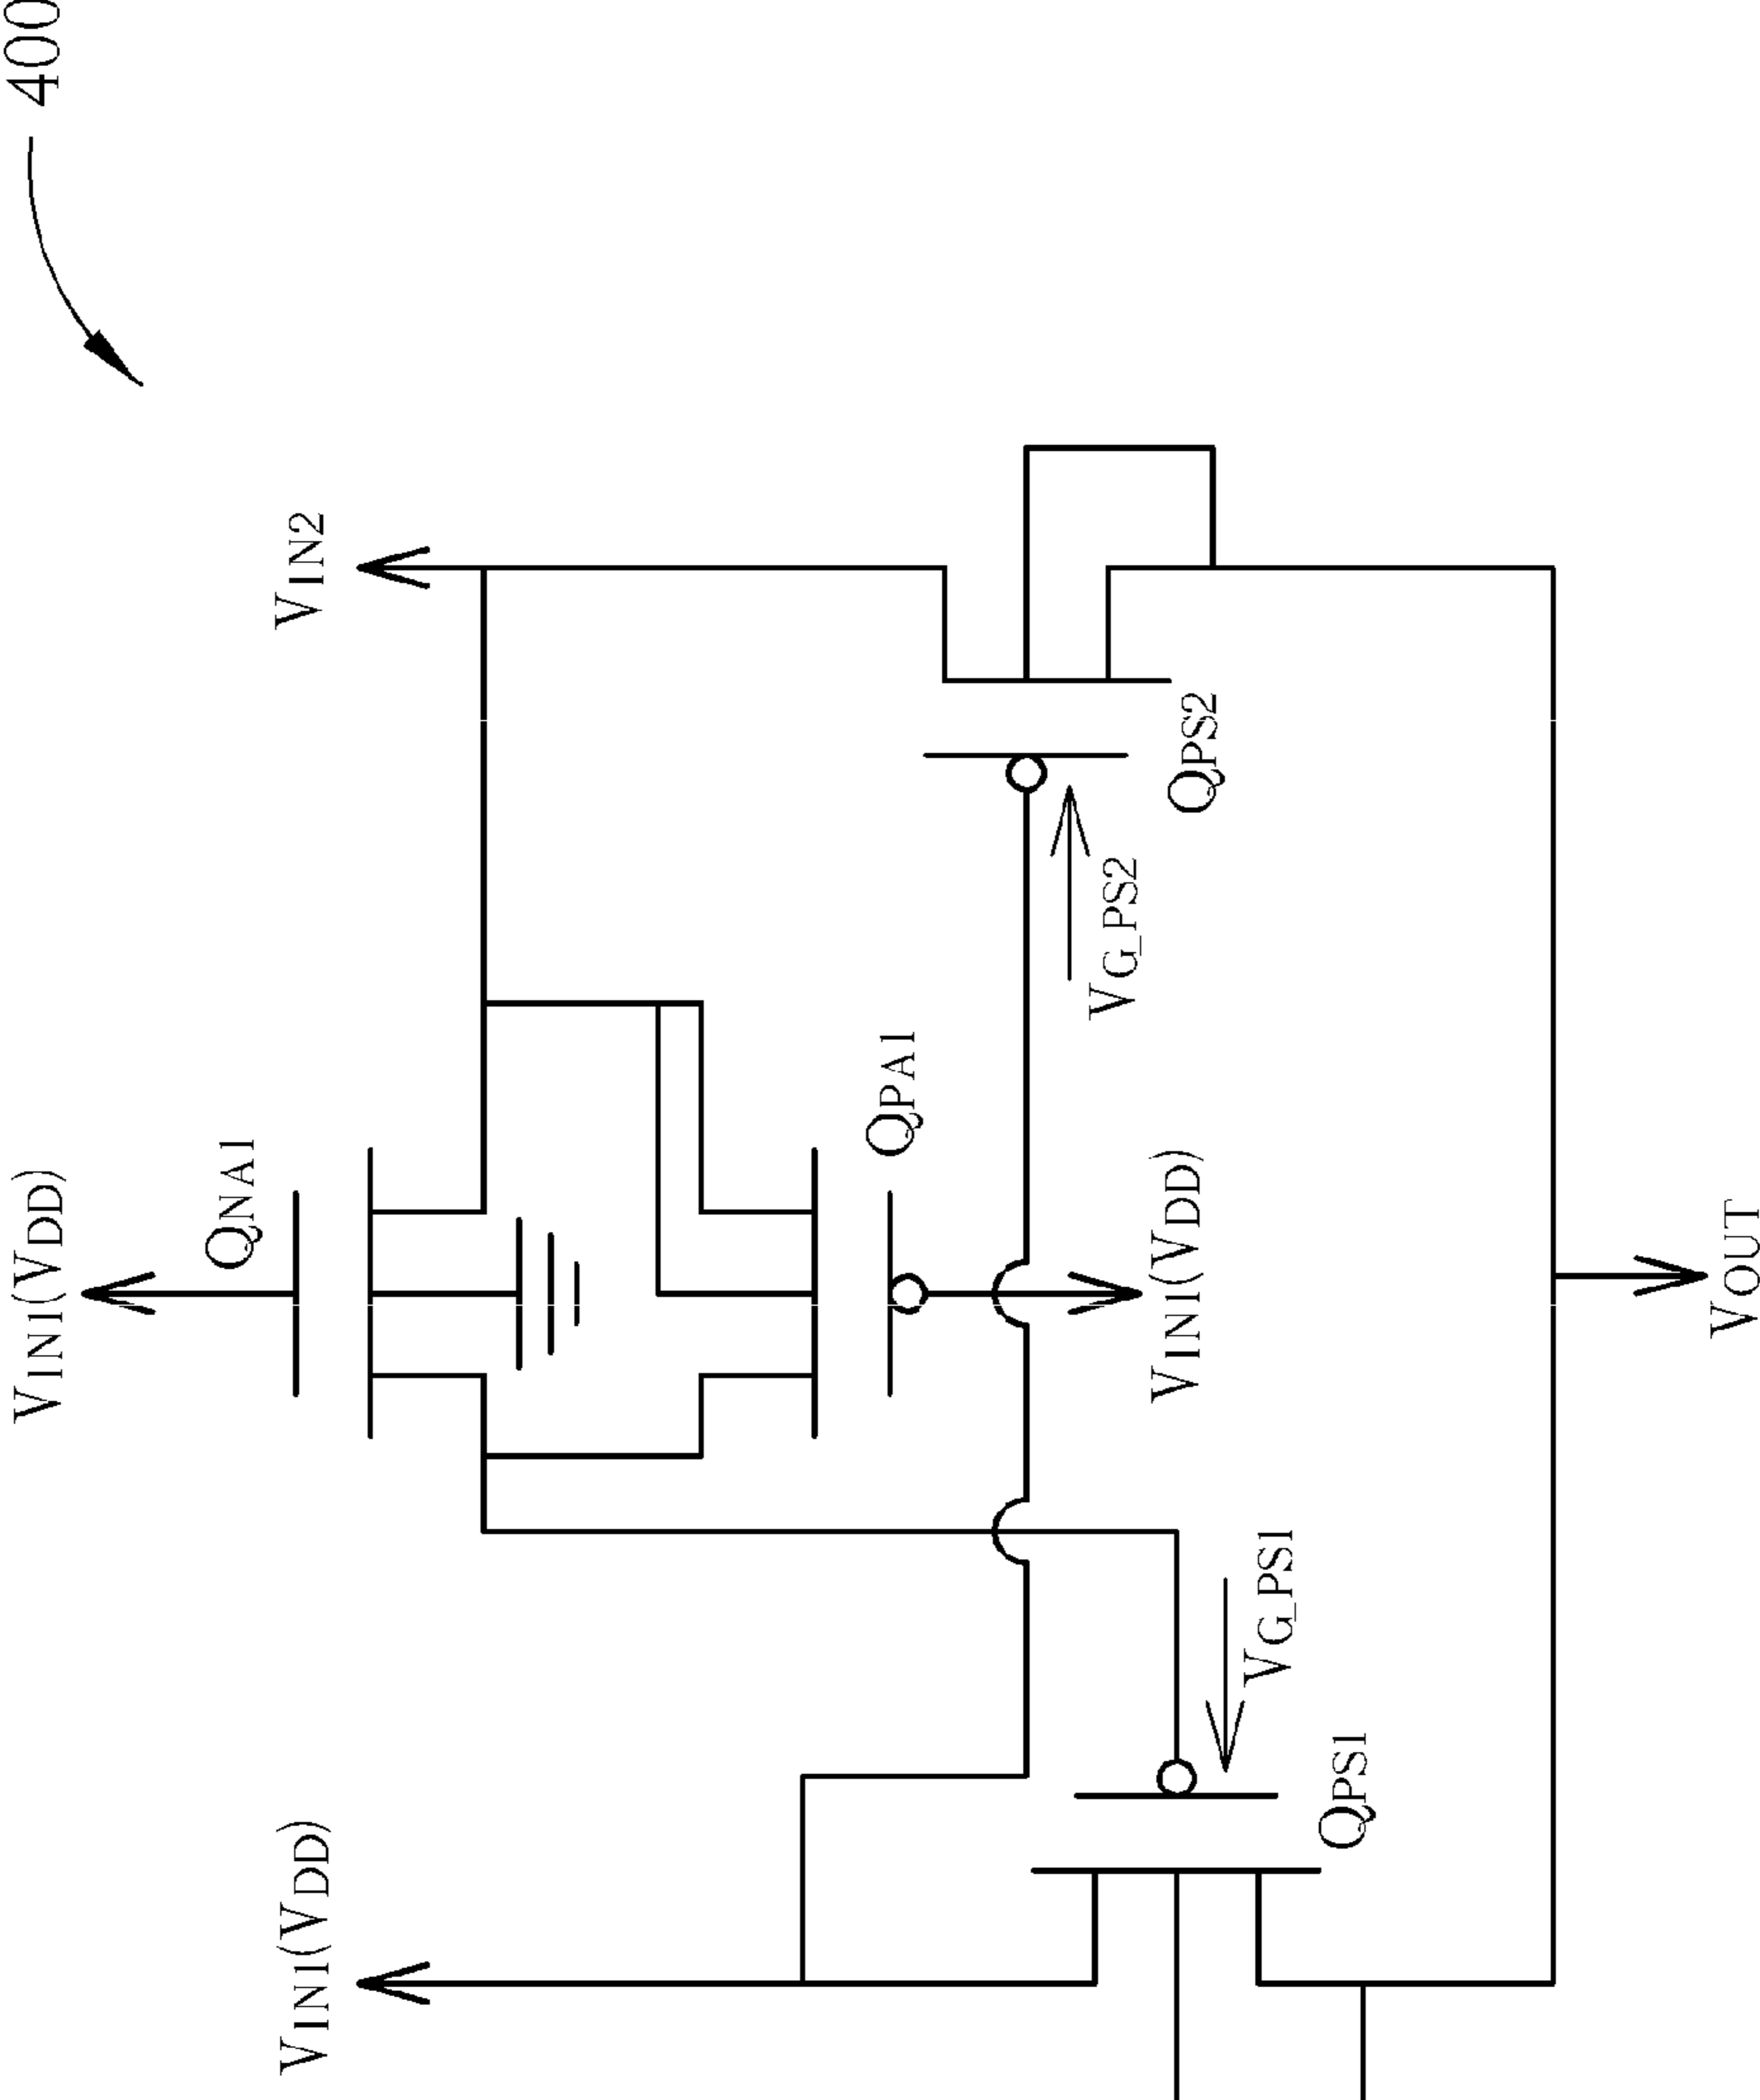 400
VIN1(VDD)
QNA1
VIN2
VIN1(VDD)
QPA1
VIN1(VDD)
VG_PS2
QPS2
VG_PS1
QPS1
VOUT